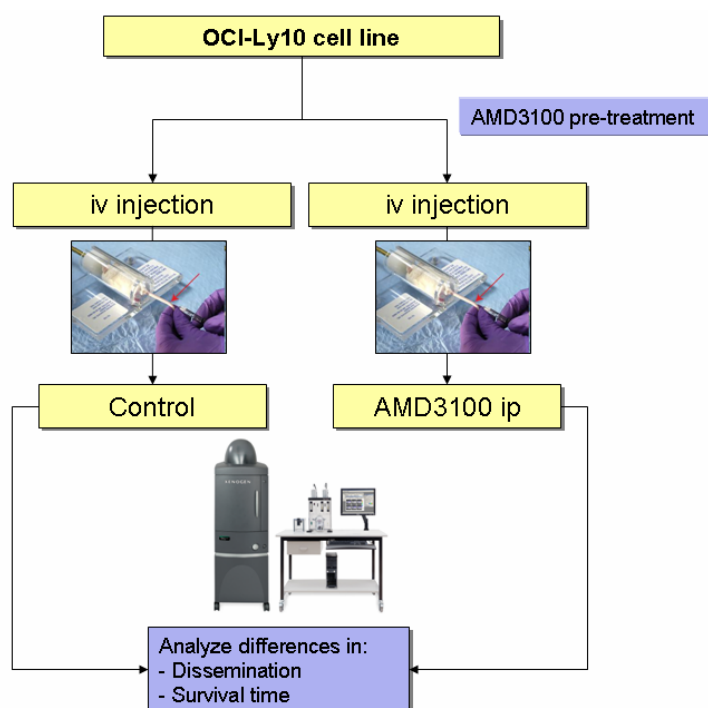 OCI-Ly10 cell line
AMD3100 pre-treatment
iv injection
iv injection
Control
AMD3100 ip
XENOGEN
Analyze differences in:
- Dissemination
- Survival time